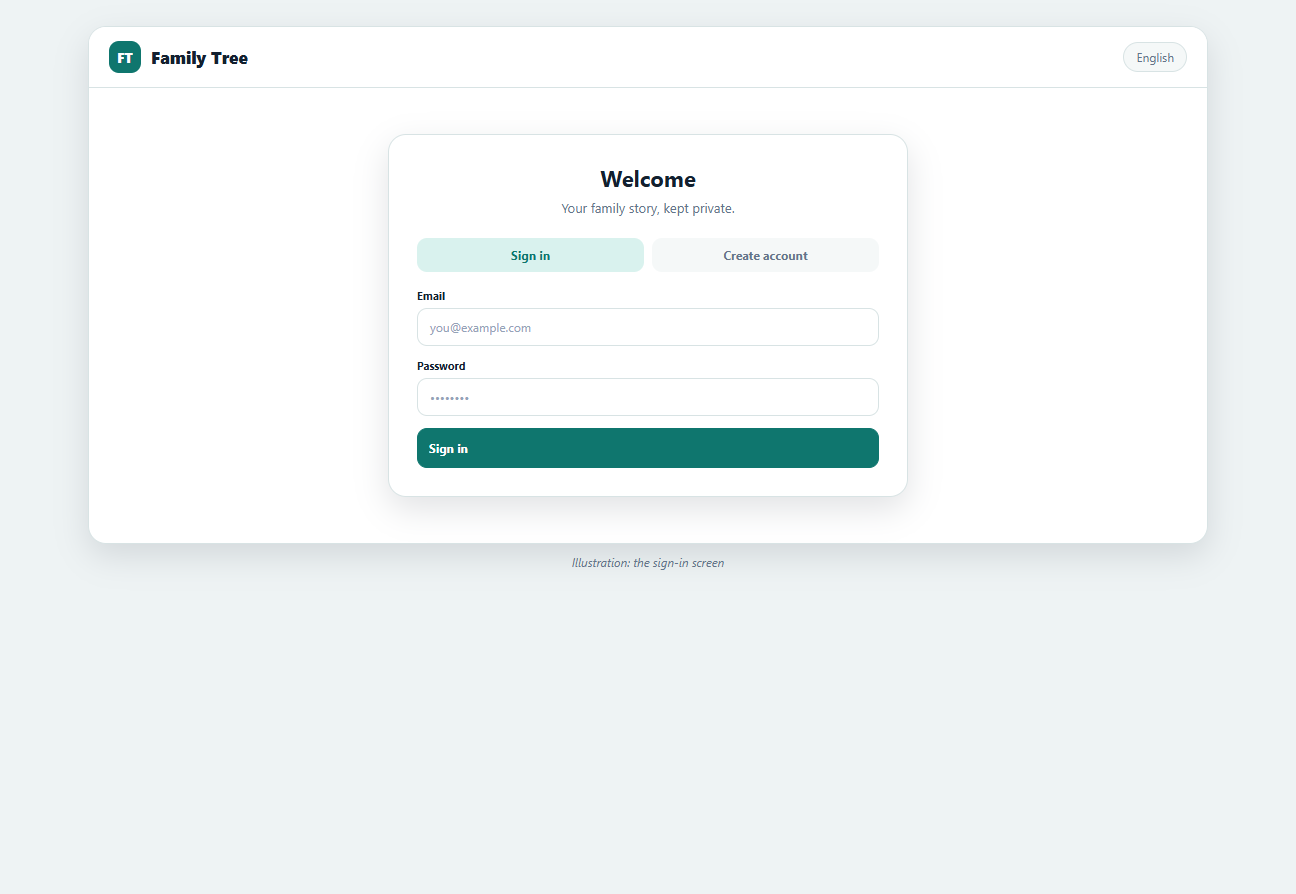 FT
Family Tree
English
Welcome
Your family story, kept private.
Sign in
Create account
Email
you@example.com
Password
••••••••
Sign in
Illustration: the sign-in screen